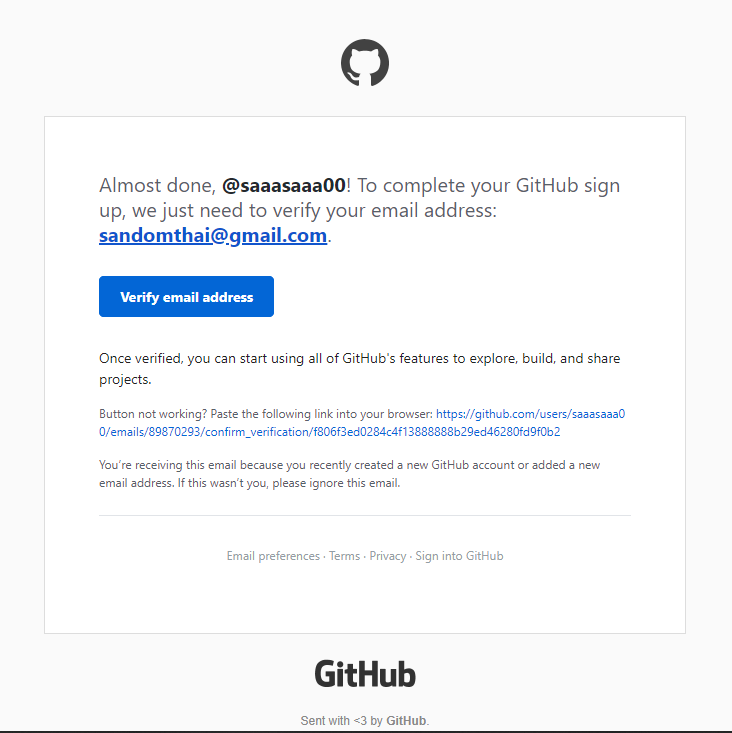 Almost done, @saaasaaa00! To complete your GitHub sign
up, we just need to verify your email address:
sandomthai@gmail.com.
Verify email address
Once verified, you can start using all of GitHub's features to explore, build, and share
projects.
Button not working? Paste the following link into your browser: https://github.com/users/saaasaaa0
0/emails/89870293/confirm_verification/f806f3ed0284c4f13888888b29ed46280fd9f0b2
You’re receiving this email because you recently created a new GitHub account or added a new
email address. If this wasn’t you, please ignore this email.
Email preferences · Terms · Privacy · Sign into GitHub
GitHub
Sent with <3 by GitHub.